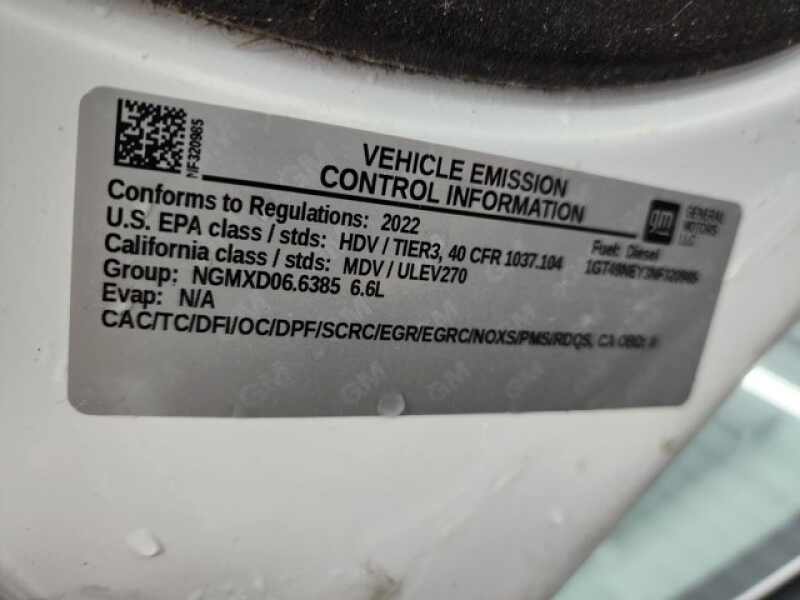 NF320965
VEHICLE EMISSION
CONTROL INFORMATION
gm
GENERAL
MOTORS
LLC
Conforms to Regulations: 2022
U.S. EPA class / stds: HDV / TIER3, 40 CFR 1037.104
Fuel: Diesel
California class / stds: MDV / ULEV270
Group: NGMXD06.6385 6.6L
Evap: N/A
CAC/TC/DFI/OC/DPF/SCRC/EGR/EGRC/NOXS/PMS/RDQS, CA OBD: II